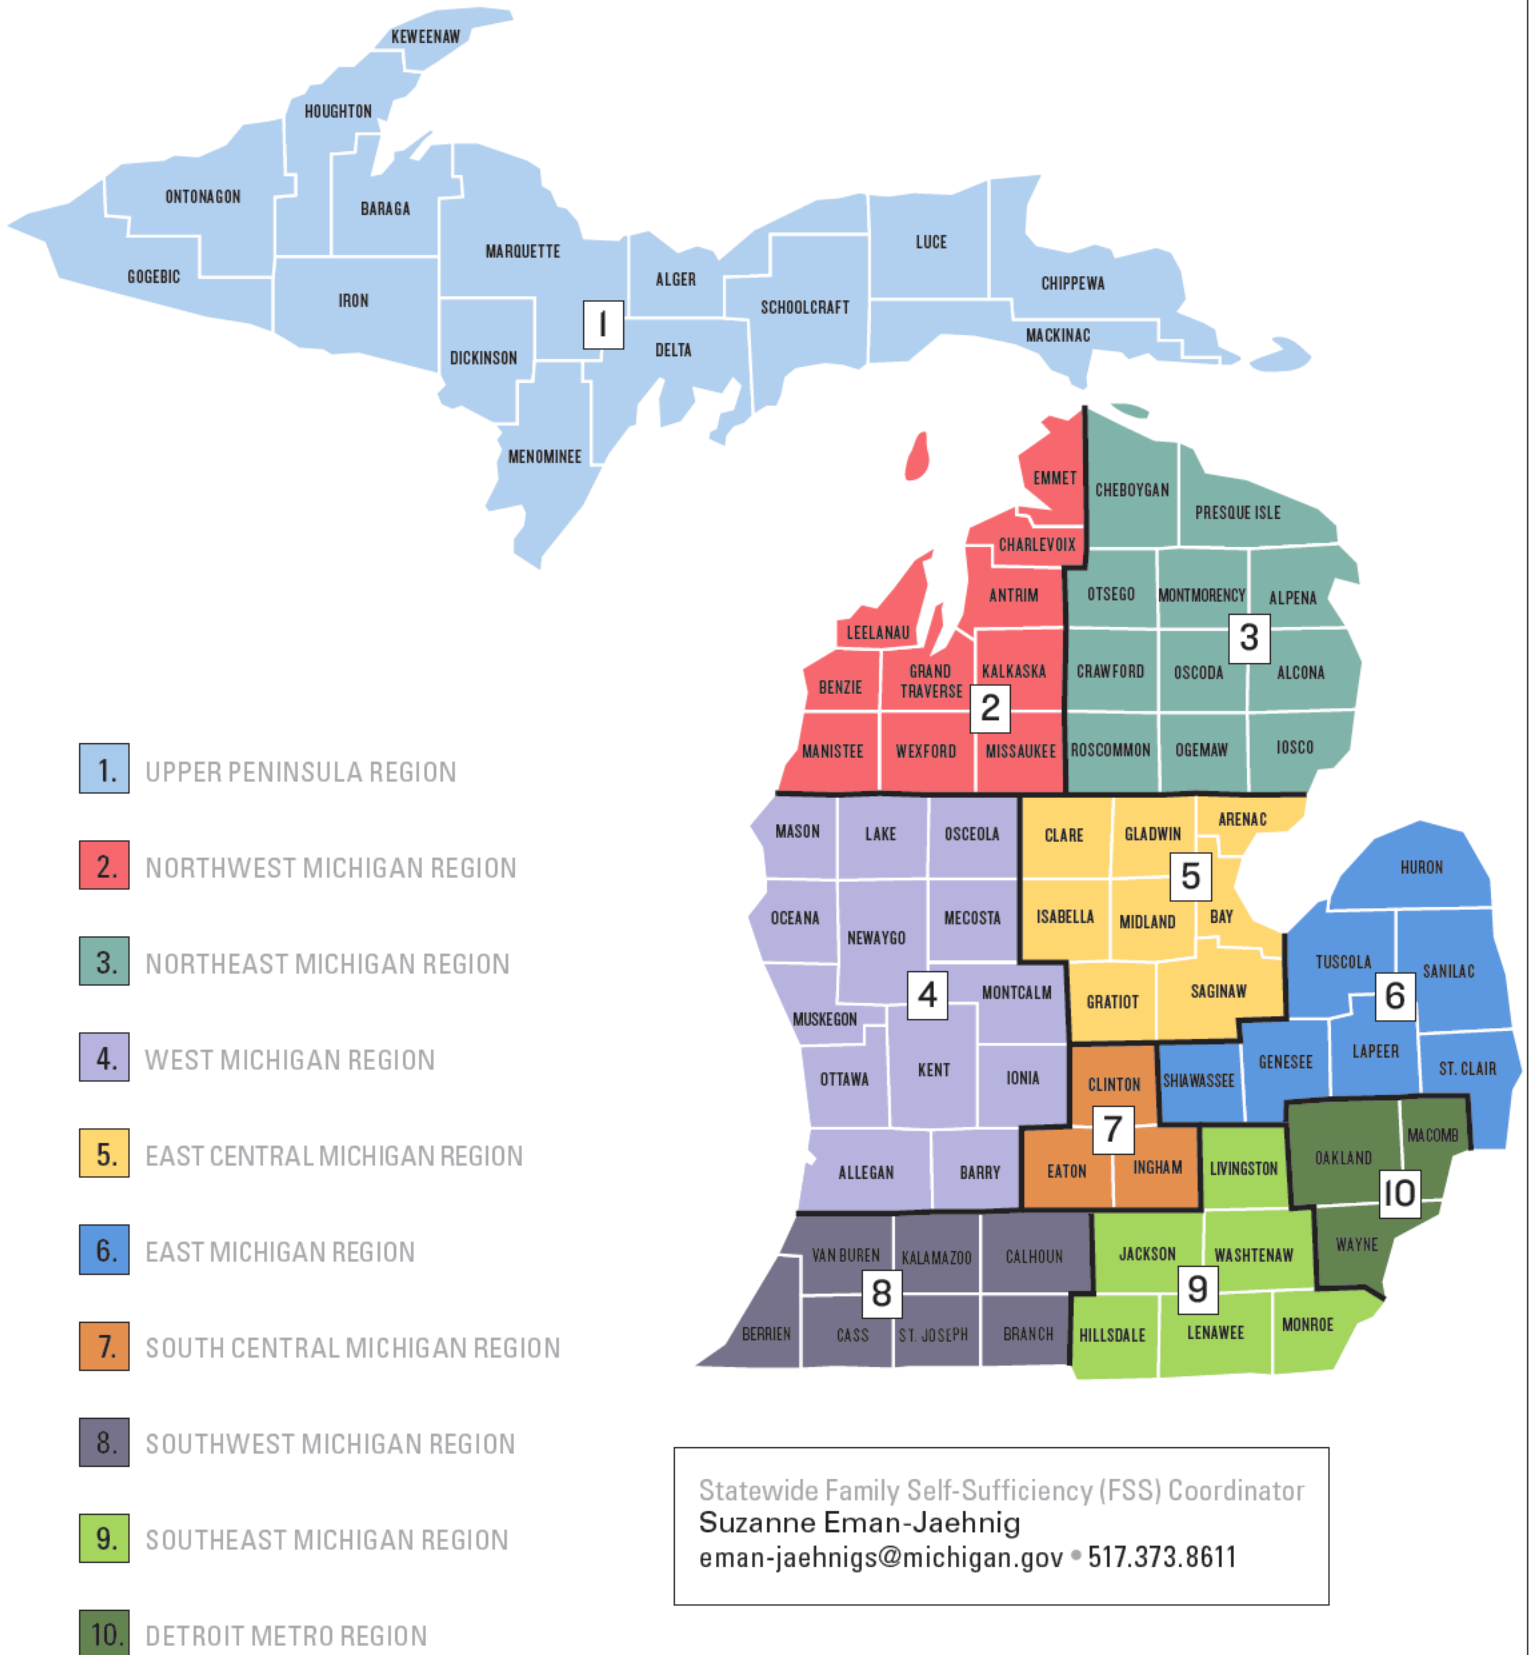 KEWEENAW
HOUGHTON
ONTONAGON
BARAGA
MARQUETTE
LUCE
GOGEBIC
ALGER
CHIPPEWA
IRON
SCHOOLCRAFT
1
MACKINAC
DICKINSON
DELTA
MENOMINEE
EMMET
CHEBOYGAN
PRESQUE ISLE
CHARLEVOIX
ANTRIM
OTSEGO
MONTMORENCY
ALPENA
LEELANAU
3
BENZIE
GRAND
TRAVERSE
KALKASKA
CRAWFORD
OSCODA
ALCONA
2
MANISTEE
WEXFORD
MISSAUKEE
ROSCOMMON
OGEMAW
IOSCO
MASON
LAKE
OSCEOLA
CLARE
GLADWIN
ARENAC
5
HURON
OCEANA
NEWAYGO
MECOSTA
ISABELLA
MIDLAND
BAY
TUSCOLA
SANILAC
4
MONTCALM
GRATIOT
SAGINAW
6
MUSKEGON
OTTAWA
KENT
IONIA
CLINTON
SHIAWASSEE
GENESEE
LAPEER
ST. CLAIR
7
ALLEGAN
BARRY
EATON
INGHAM
LIVINGSTON
OAKLAND
MACOMB
10
VAN BUREN
KALAMAZOO
CALHOUN
JACKSON
WASHTENAW
WAYNE
8
9
BERRIEN
CASS
ST. JOSEPH
BRANCH
HILLSDALE
LENAWEE
MONROE
1. UPPER PENINSULA REGION
2. NORTHWEST MICHIGAN REGION
3. NORTHEAST MICHIGAN REGION
4. WEST MICHIGAN REGION
5. EAST CENTRAL MICHIGAN REGION
6. EAST MICHIGAN REGION
7. SOUTH CENTRAL MICHIGAN REGION
8. SOUTHWEST MICHIGAN REGION
9. SOUTHEAST MICHIGAN REGION
10. DETROIT METRO REGION
Statewide Family Self-Sufficiency (FSS) Coordinator
Suzanne Eman-Jaehnig
eman-jaehnigs@michigan.gov • 517.373.8611